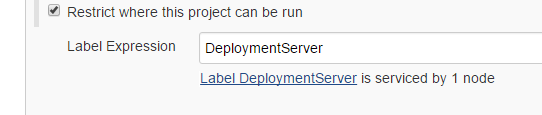 Restrict where this project can be run
Label Expression DeploymentServer
Label DeploymentServer is serviced by 1 node